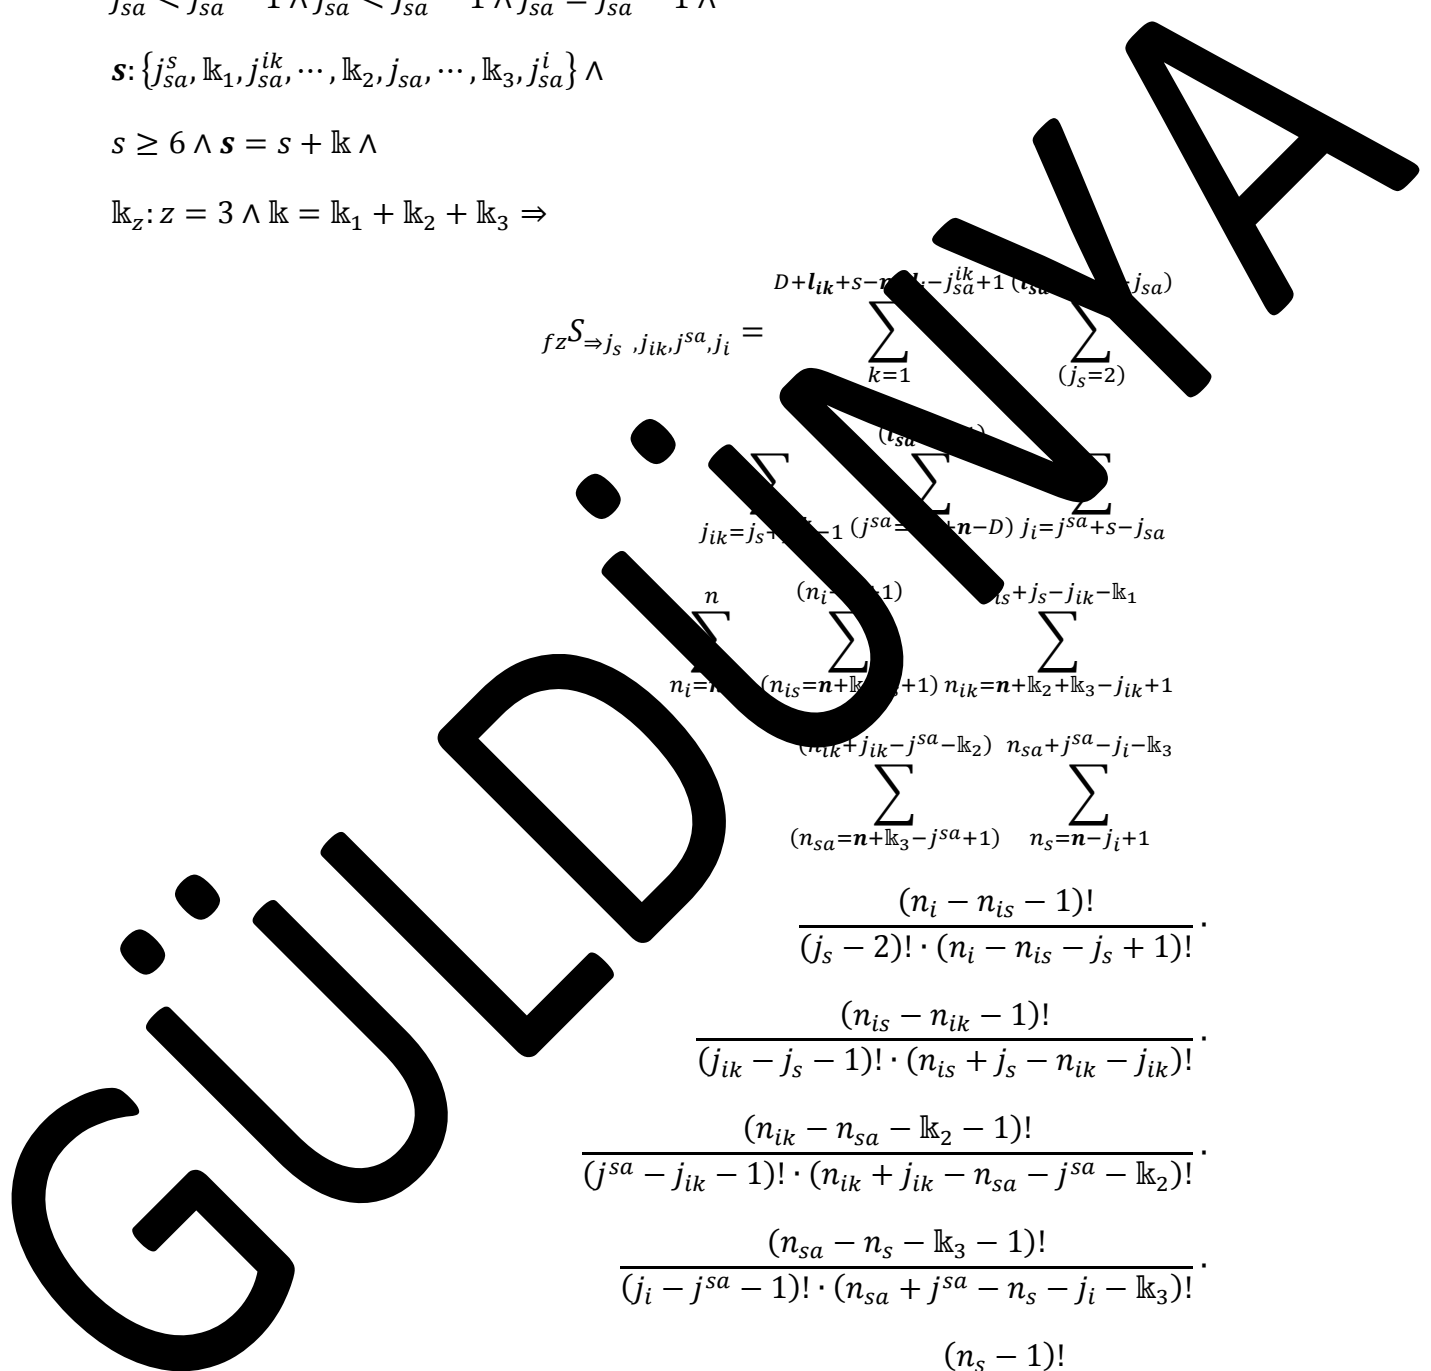 s: {j_{sa}^{s}, 𝕜_1, j_{sa}^{ik}, ⋯, 𝕜_2, j_{sa}, ⋯, 𝕜_3, j_{sa}^{i}} ∧
s ≥ 6 ∧ s = s + 𝕜 ∧
𝕜_z: z = 3 ∧ 𝕜 = 𝕜_1 + 𝕜_2 + 𝕜_3 ⇒
_{fz}S_{⇒j_s ,j_{ik},j^{sa},j_i} = ∑_{k=1} ∑_{(j_s=2)}
∑ ∑ ∑_{j_i=j^{sa}+s−j_{sa}}
∑^{n} ∑ ∑_{n_{ik}=n+𝕜_2+𝕜_3−j_{ik}+1}
∑_{(n_{sa}=n+𝕜_3−j^{sa}+1)}^{(n_{ik}+j_{ik}−j^{sa}−𝕜_2)} ∑_{n_s=n−j_i+1}^{n_{sa}+j^{sa}−j_i−𝕜_3}
(n_i − n_{is} − 1)!
(j_s − 2)! · (n_i − n_{is} − j_s + 1)! ·
(n_{is} − n_{ik} − 1)!
(j_{ik} − j_s − 1)! · (n_{is} + j_s − n_{ik} − j_{ik})! ·
(n_{ik} − n_{sa} − 𝕜_2 − 1)!
(j^{sa} − j_{ik} − 1)! · (n_{ik} + j_{ik} − n_{sa} − j^{sa} − 𝕜_2)! ·
(n_{sa} − n_s − 𝕜_3 − 1)!
(j_i − j^{sa} − 1)! · (n_{sa} + j^{sa} − n_s − j_i − 𝕜_3)! ·
(n_s − 1)!
GÜLDÜNYA